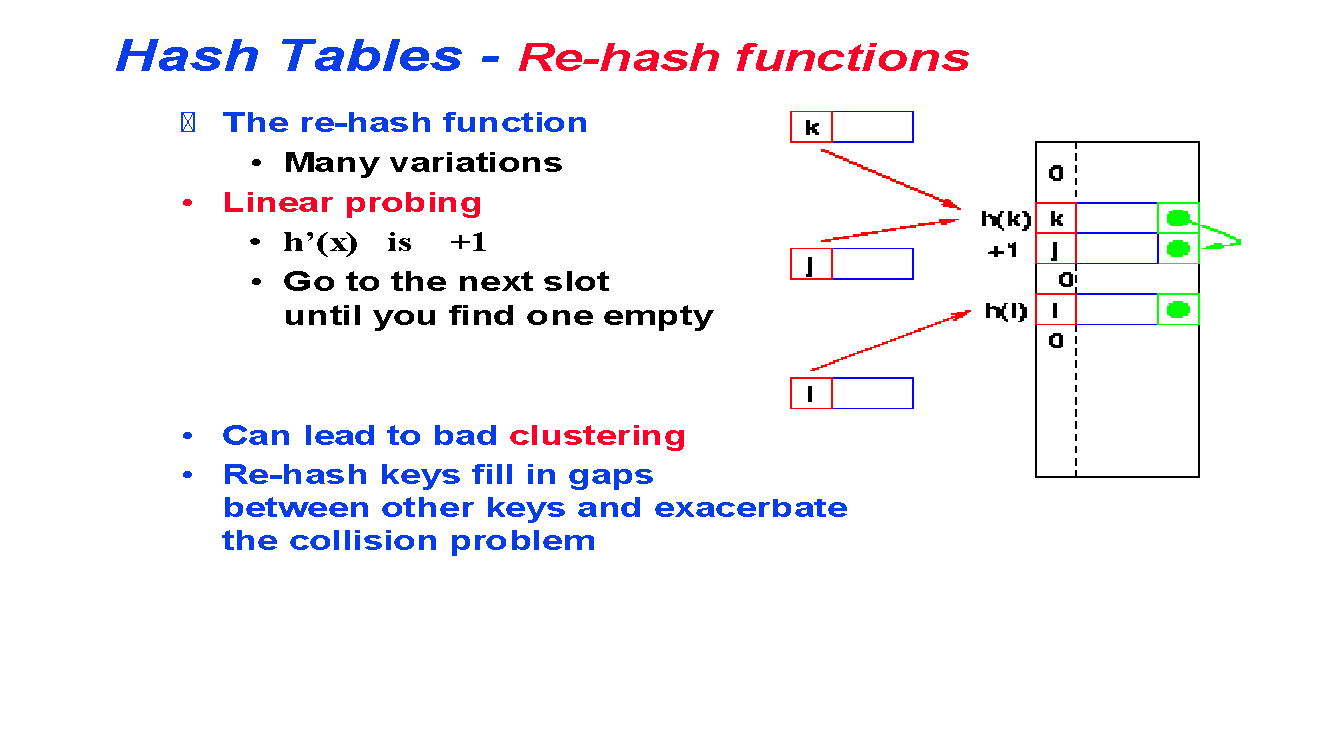 Hash Tables - Re-hash functions
The re-hash function
• Many variations
• Linear probing
• h’(x) is +1
• Go to the next slot
until you find one empty
• Can lead to bad clustering
• Re-hash keys fill in gaps
between other keys and exacerbate
the collision problem
k
j
l
0
h(k) k
+1 j
0
h(l) l
0